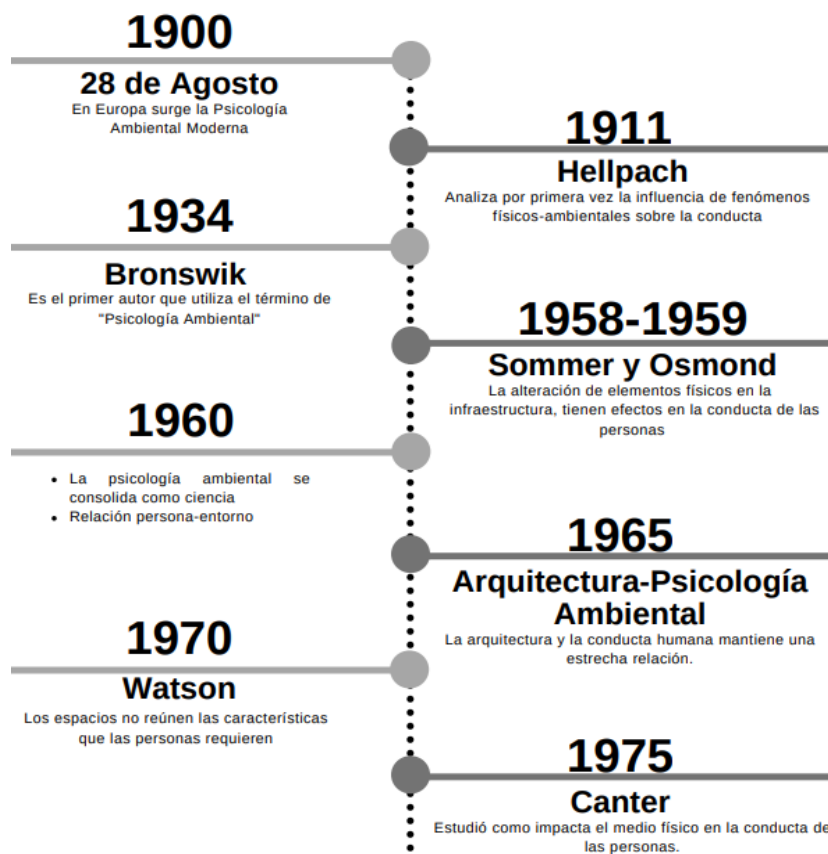 1900
28 de Agosto
En Europa surge la Psicología
Ambiental Moderna
1911
Hellpach
Analiza por primera vez la influencia de fenómenos
físicos-ambientales sobre la conducta
1934
Bronswik
Es el primer autor que utiliza el término de
"Psicología Ambiental"
1958-1959
Sommer y Osmond
La alteración de elementos físicos en la
infraestructura, tienen efectos en la conducta de las
personas
1960
• La psicología ambiental se
consolida como ciencia
• Relación persona-entorno
1965
Arquitectura-Psicología
Ambiental
La arquitectura y la conducta humana mantiene una
estrecha relación.
1970
Watson
Los espacios no reúnen las características
que las personas requieren
1975
Canter
Estudió como impacta el medio físico en la conducta de
las personas.